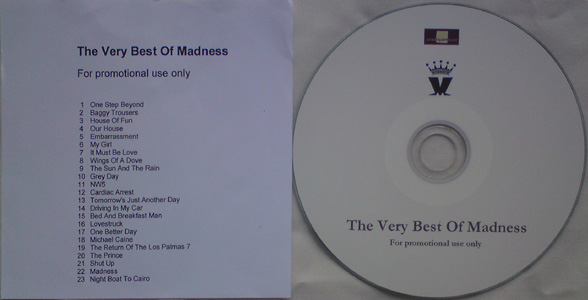 The Very Best Of Madness
For promotional use only
1 One Step Beyond
2 Baggy Trousers
3 House Of Fun
4 Our House
5 Embarrassment
6 My Girl
7 It Must Be Love
8 Wings Of A Dove
9 The Sun And The Rain
10 Grey Day
11 NW5
12 Cardiac Arrest
13 Tomorrow's Just Another Day
14 Driving In My Car
15 Bed And Breakfast Man
16 Lovestruck
17 One Better Day
18 Michael Caine
19 The Return Of The Los Palmas 7
20 The Prince
21 Shut Up
22 Madness
23 Night Boat To Cairo
The Very Best Of Madness
For promotional use only